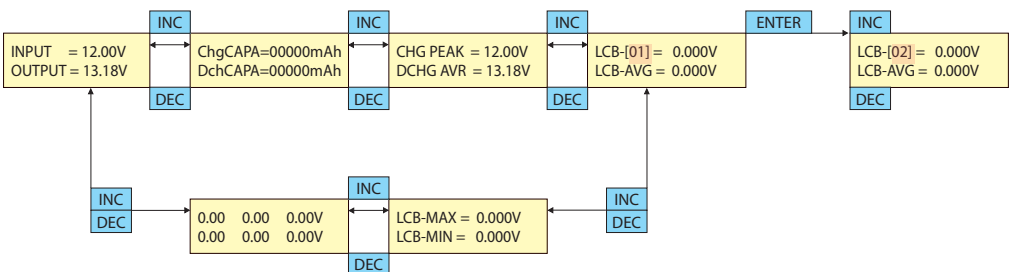 INC INC INC ENTER INC
INPUT = 12.00V
OUTPUT = 13.18V
ChgCAPA=00000mAh
DchCAPA=00000mAh
CHG PEAK = 12.00V
DCHG AVR = 13.18V
LCB-[01] = 0.000V
LCB-AVG = 0.000V
LCB-[02] = 0.000V
LCB-AVG = 0.000V
DEC DEC DEC DEC
INC
DEC
INC
0.00 0.00 0.00V
0.00 0.00 0.00V
LCB-MAX = 0.000V
LCB-MIN = 0.000V
DEC
INC
DEC